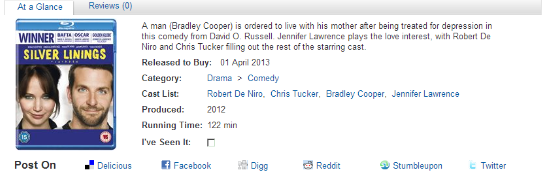 At a Glance
Reviews (0)
A man (Bradley Cooper) is ordered to live with his mother after being treated for depression in
this comedy from David O. Russell. Jennifer Lawrence plays the love interest, with Robert De
Niro and Chris Tucker filling out the rest of the starring cast.
WINNER BAFTA OSCAR
SILVER LININGS
15
15
Released to Buy: 01 April 2013
Category: Drama > Comedy
Cast List: Robert De Niro, Chris Tucker, Bradley Cooper, Jennifer Lawrence
Produced: 2012
Running Time: 122 min
I've Seen It:
Post On Delicious Facebook Digg Reddit Stumbleupon Twitter